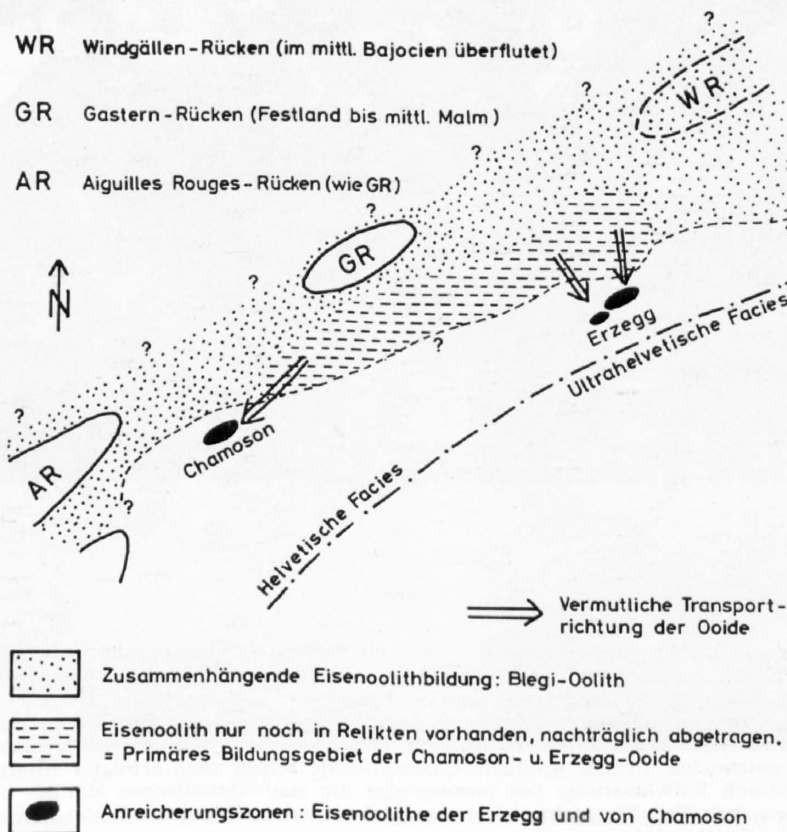 WR Windgällen-Rücken (im mittl. Bajocien überflutet)
GR Gastern-Rücken (Festland bis mittl. Malm)
AR Aiguilles Rouges-Rücken (wie GR)
N
?
?
?
?
?
?
?
?
?
?
WR
GR
AR
Erzegg
Chamoson
Ultrahelvetische Facies
Helvetische Facies
Vermutliche Transport-
richtung der Ooide
Zusammenhängende Eisenoolithbildung: Blegi-Oolith
Eisenoolith nur noch in Relikten vorhanden, nachträglich abgetragen.
= Primäres Bildungsgebiet der Chamoson- u. Erzegg-Ooide
Anreicherungszonen: Eisenoolithe der Erzegg und von Chamoson